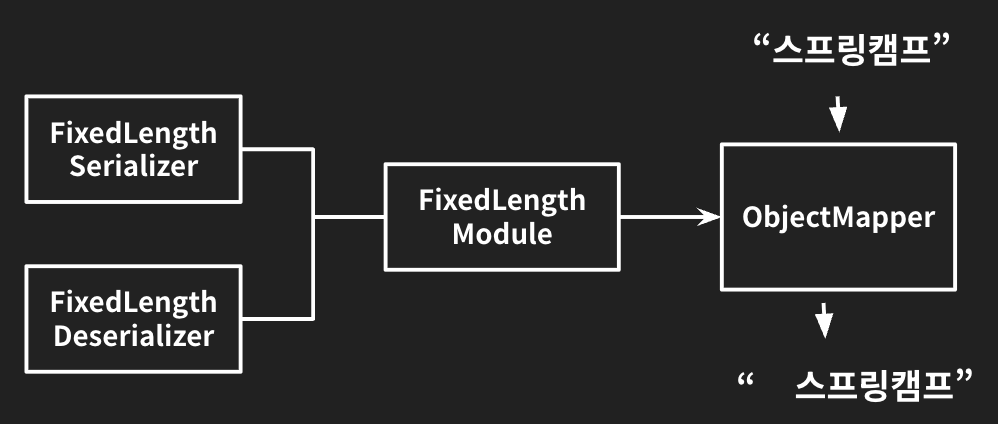 “스프링캠프”
FixedLength
Serializer
FixedLength
Module
ObjectMapper
FixedLength
Deserializer
“    스프링캠프”